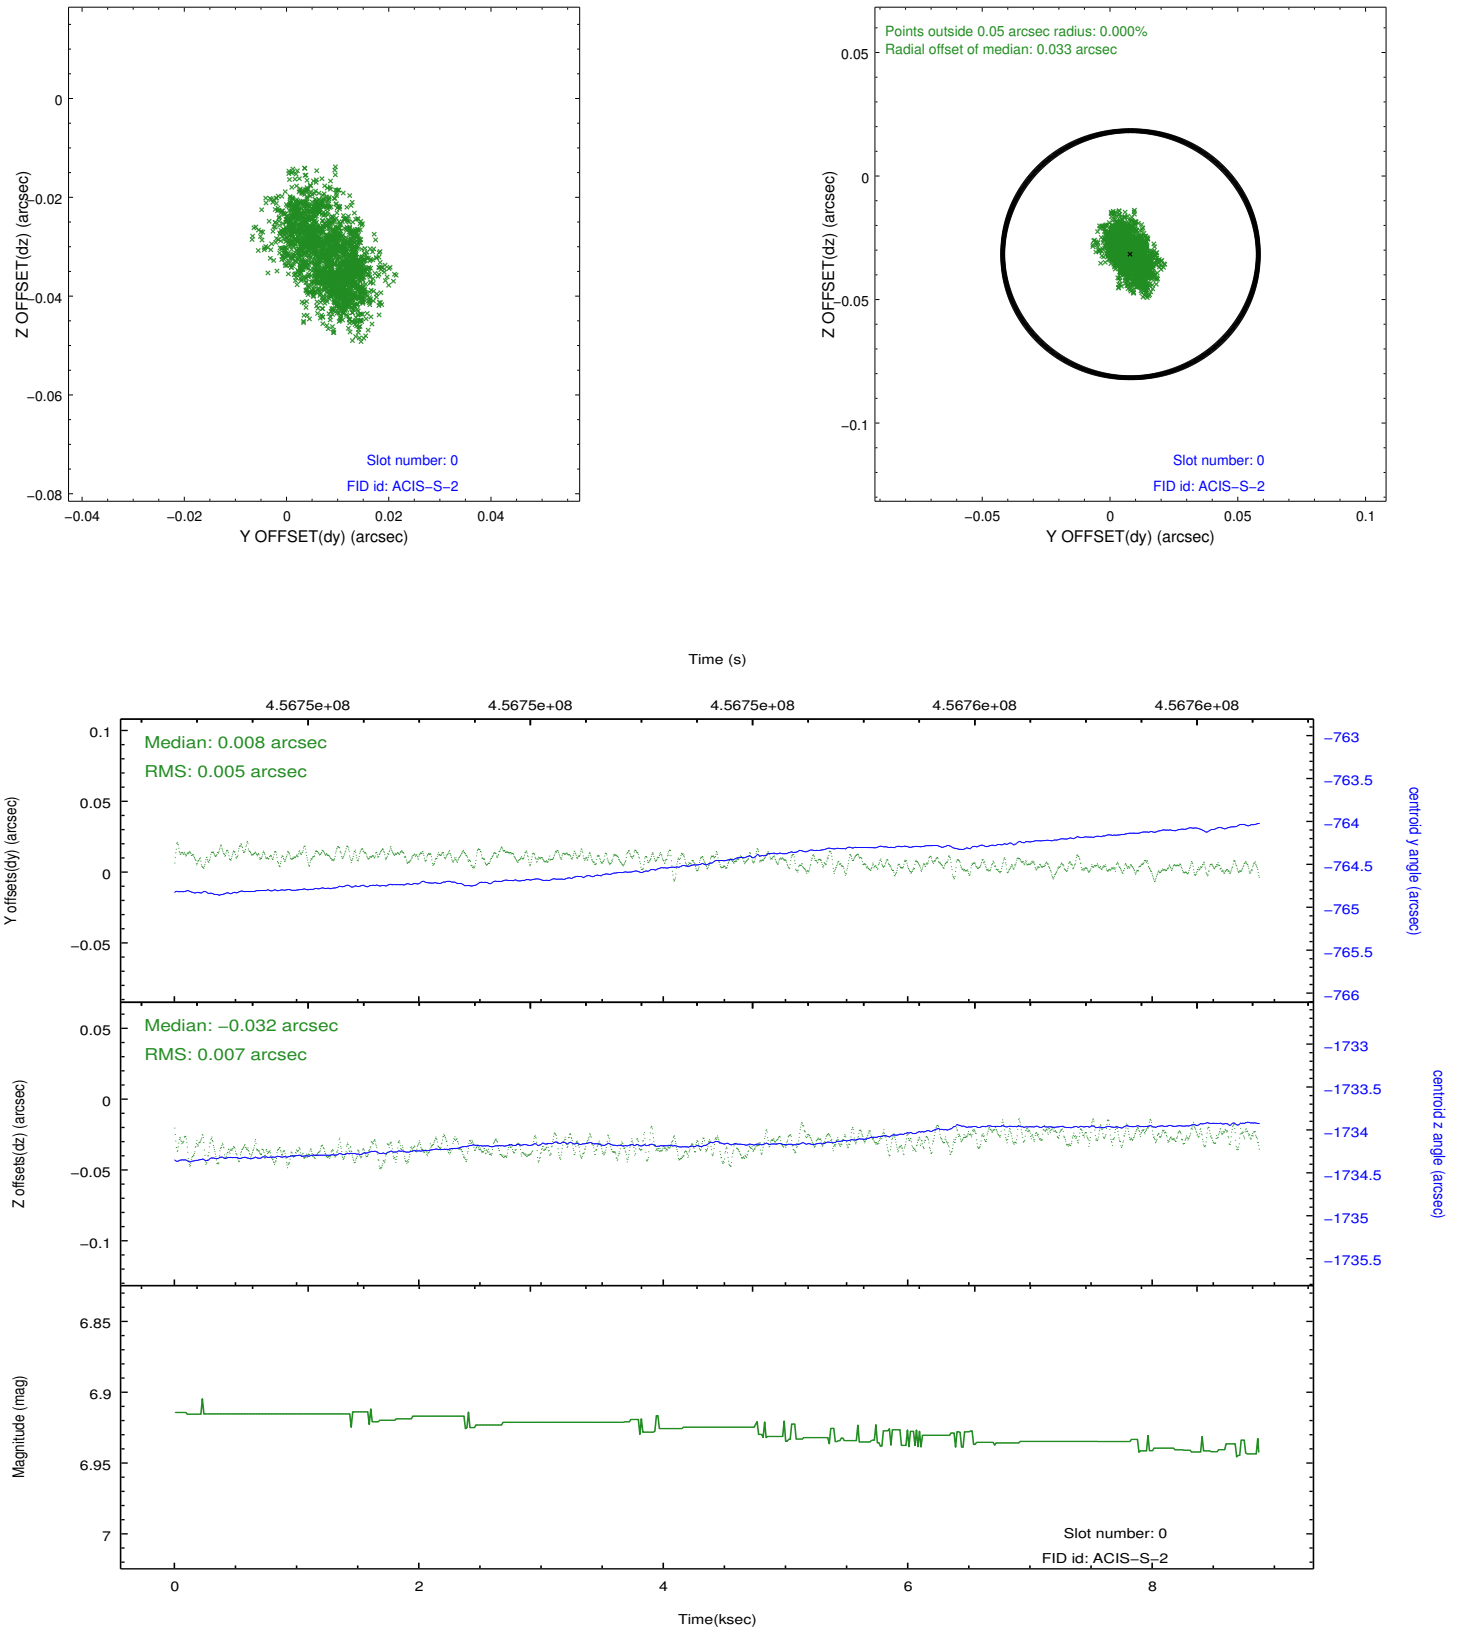 0
−0.02
−0.04
−0.06
−0.08
Z OFFSET(dz) (arcsec)
Slot number: 0
FID id: ACIS−S−2
−0.04
−0.02
0
0.02
0.04
Y OFFSET(dy) (arcsec)
Points outside 0.05 arcsec radius: 0.000%
Radial offset of median: 0.033 arcsec
0.05
0
−0.05
−0.1
Z OFFSET(dz) (arcsec)
Slot number: 0
FID id: ACIS−S−2
−0.05
0
0.05
0.1
Y OFFSET(dy) (arcsec)
Time (s)
4.5675e+08
4.5675e+08
4.5675e+08
4.5676e+08
4.5676e+08
Median: 0.008 arcsec
RMS: 0.005 arcsec
0.1
0.05
0
−0.05
Y offsets(dy) (arcsec)
−763
−763.5
−764
−764.5
−765
−765.5
−766
centroid y angle (arcsec)
Median: −0.032 arcsec
RMS: 0.007 arcsec
0.05
0
−0.05
−0.1
Z offsets(dz) (arcsec)
−1733
−1733.5
−1734
−1734.5
−1735
−1735.5
centroid z angle (arcsec)
6.85
6.9
6.95
7
Magnitude (mag)
Slot number: 0
FID id: ACIS−S−2
0
2
4
6
8
Time(ksec)